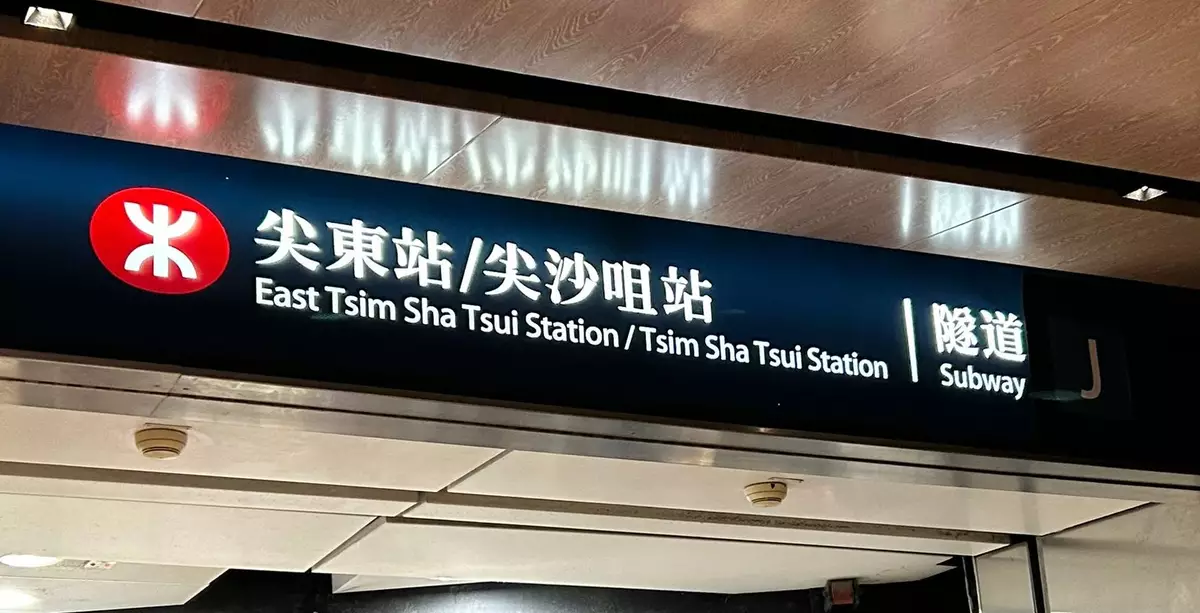 尖東站/尖沙咀站
East Tsim Sha Tsui Station / Tsim Sha Tsui Station
隧道
Subway
J